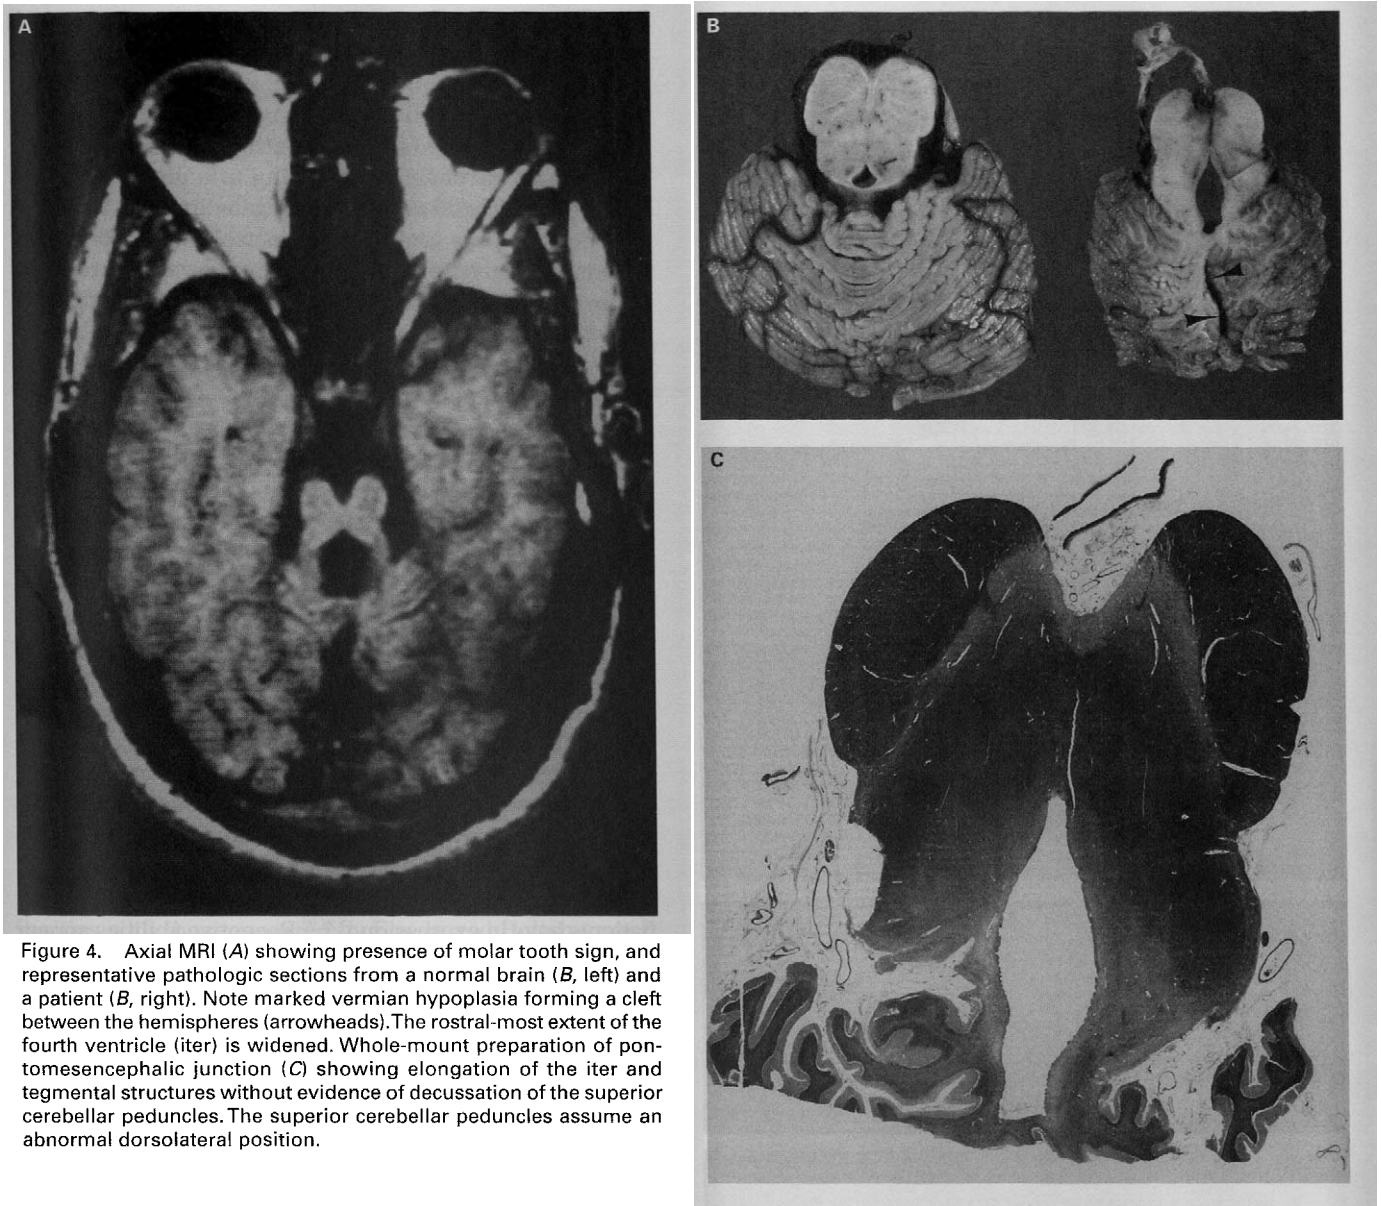 A
B
C
Figure 4. Axial MRI (A) showing presence of molar tooth sign, and
representative pathologic sections from a normal brain (B, left) and
a patient (B, right). Note marked vermian hypoplasia forming a cleft
between the hemispheres (arrowheads). The rostral-most extent of the
fourth ventricle (iter) is widened. Whole-mount preparation of pon-
tomesencephalic junction (C) showing elongation of the iter and
tegmental structures without evidence of decussation of the superior
cerebellar peduncles. The superior cerebellar peduncles assume an
abnormal dorsolateral position.